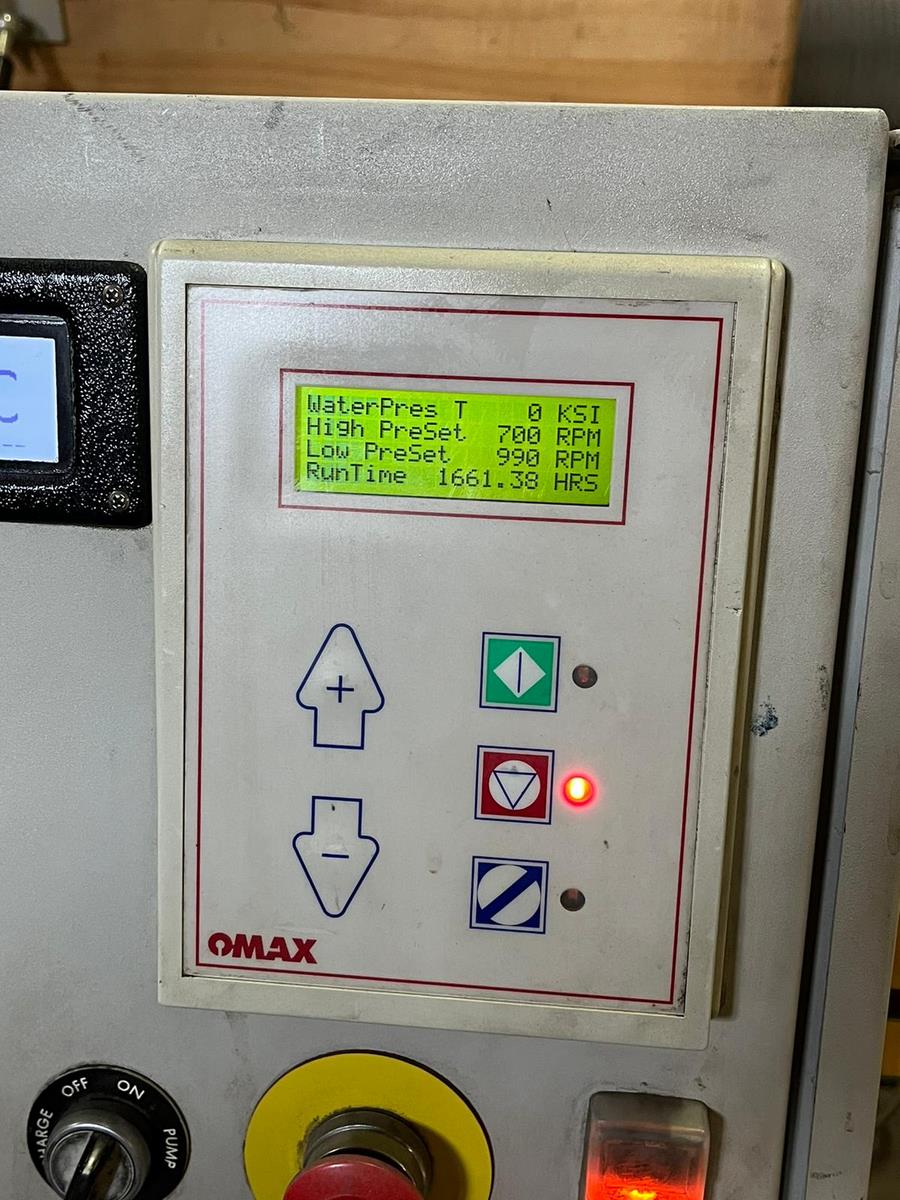 WaterPres T 0 KSI
High PreSet 700 RPM
Low PreSet 990 RPM
RunTime 1661.38 HRS
C
+
−
OMAX
OFF ON
PUMP